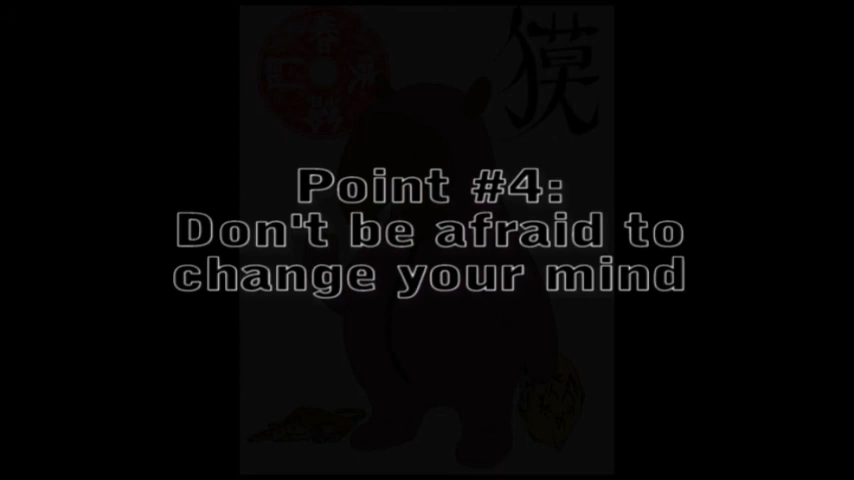 獏
Point #4:
Don't be afraid to
change your mind